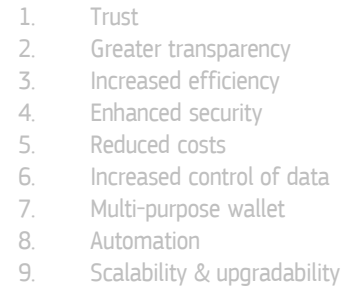 1. Trust
2. Greater transparency
3. Increased efficiency
4. Enhanced security
5. Reduced costs
6. Increased control of data
7. Multi-purpose wallet
8. Automation
9. Scalability & upgradability